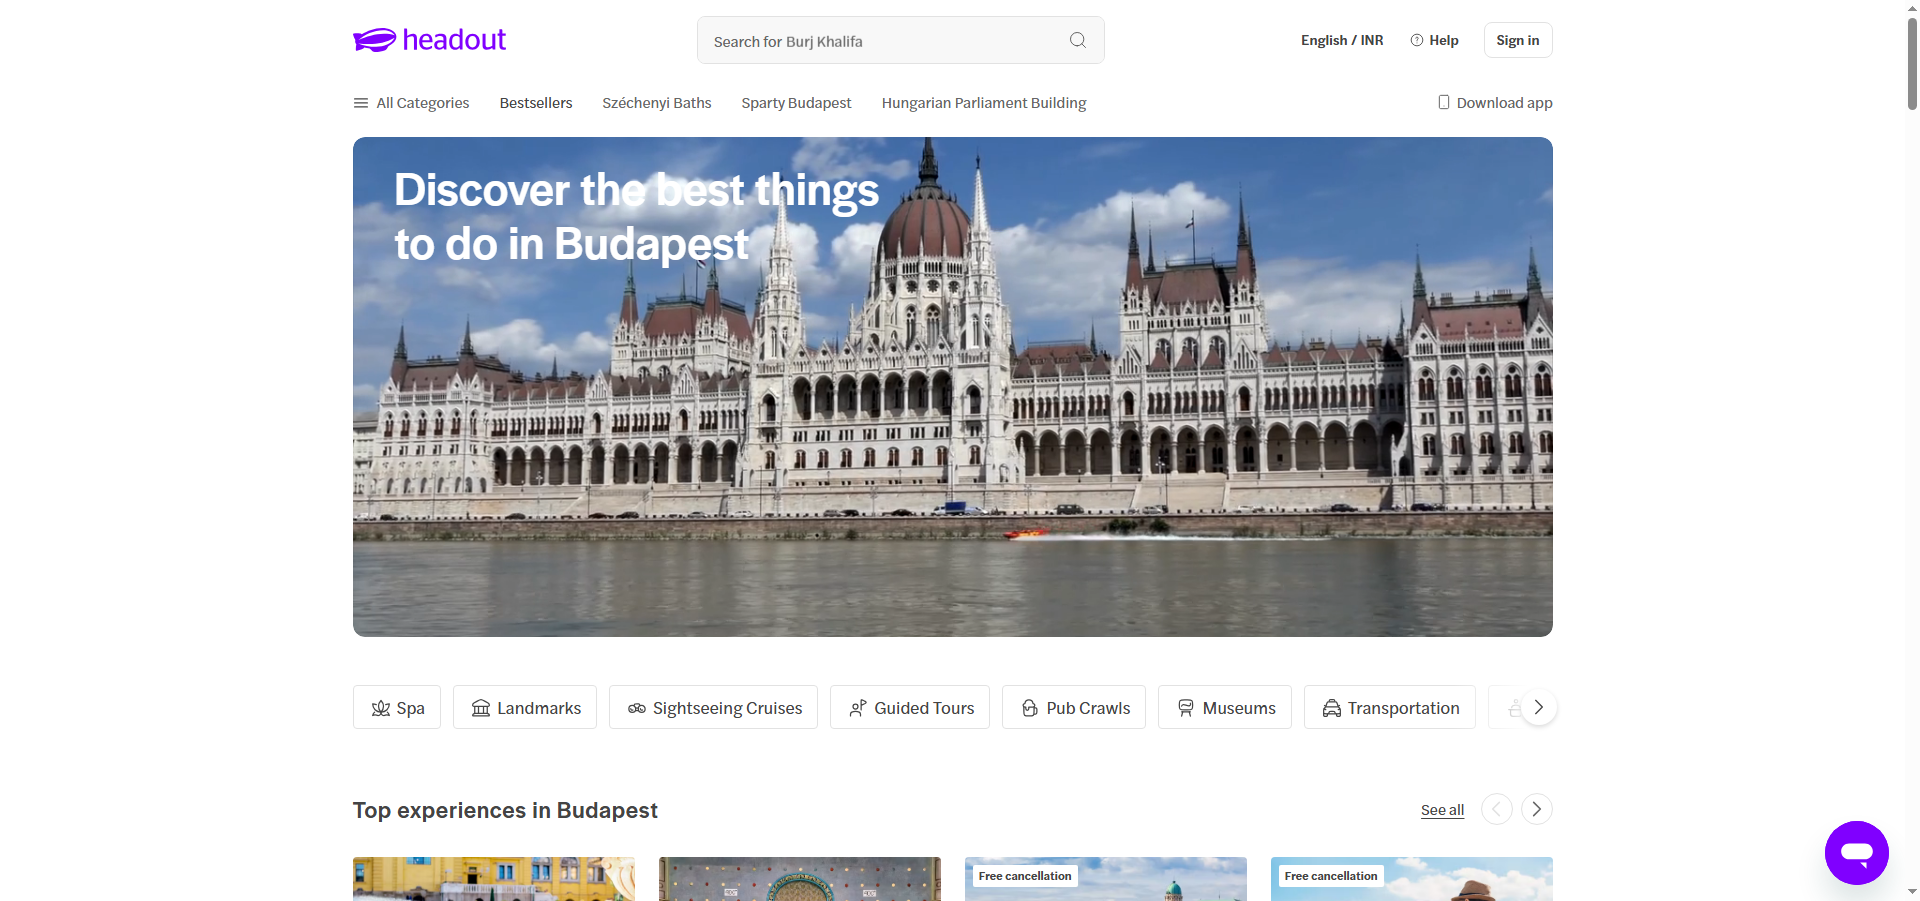 headout
Search for Burj Khalifa
English / INR
Help
Sign in
All Categories
Bestsellers
Széchenyi Baths
Sparty Budapest
Hungarian Parliament Building
Download app
Discover the best things
to do in Budapest
Spa
Landmarks
Sightseeing Cruises
Guided Tours
Pub Crawls
Museums
Transportation
Top experiences in Budapest
See all
Free cancellation
Free cancellation